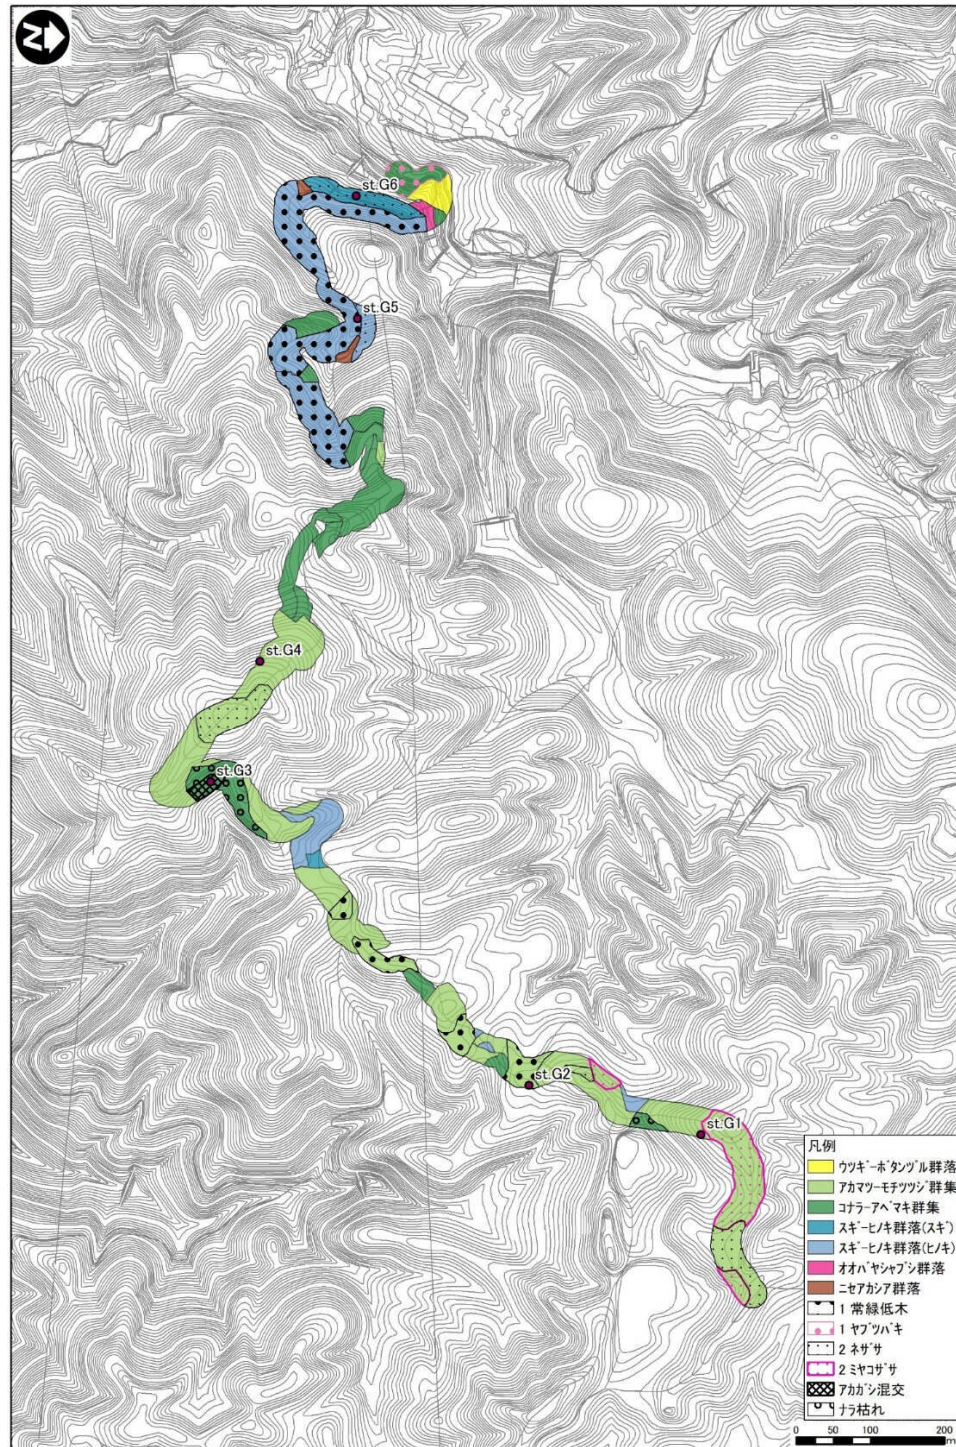 N
st.G6
st.G5
st.G4
st.G3
st.G2
st.G1
凡例
ウツギーボタンヅル群落
アカマツーモチツツジ群集
コナラーアベマキ群集
スギーヒノキ群落(スギ)
スギーヒノキ群落(ヒノキ)
オオバヤシャブシ群落
ニセアカシア群落
1 常緑低木
1 ヤブツバキ
2 ネザサ
2 ミヤコザサ
アカガシ混交
ナラ枯れ
0 50 100 200
m